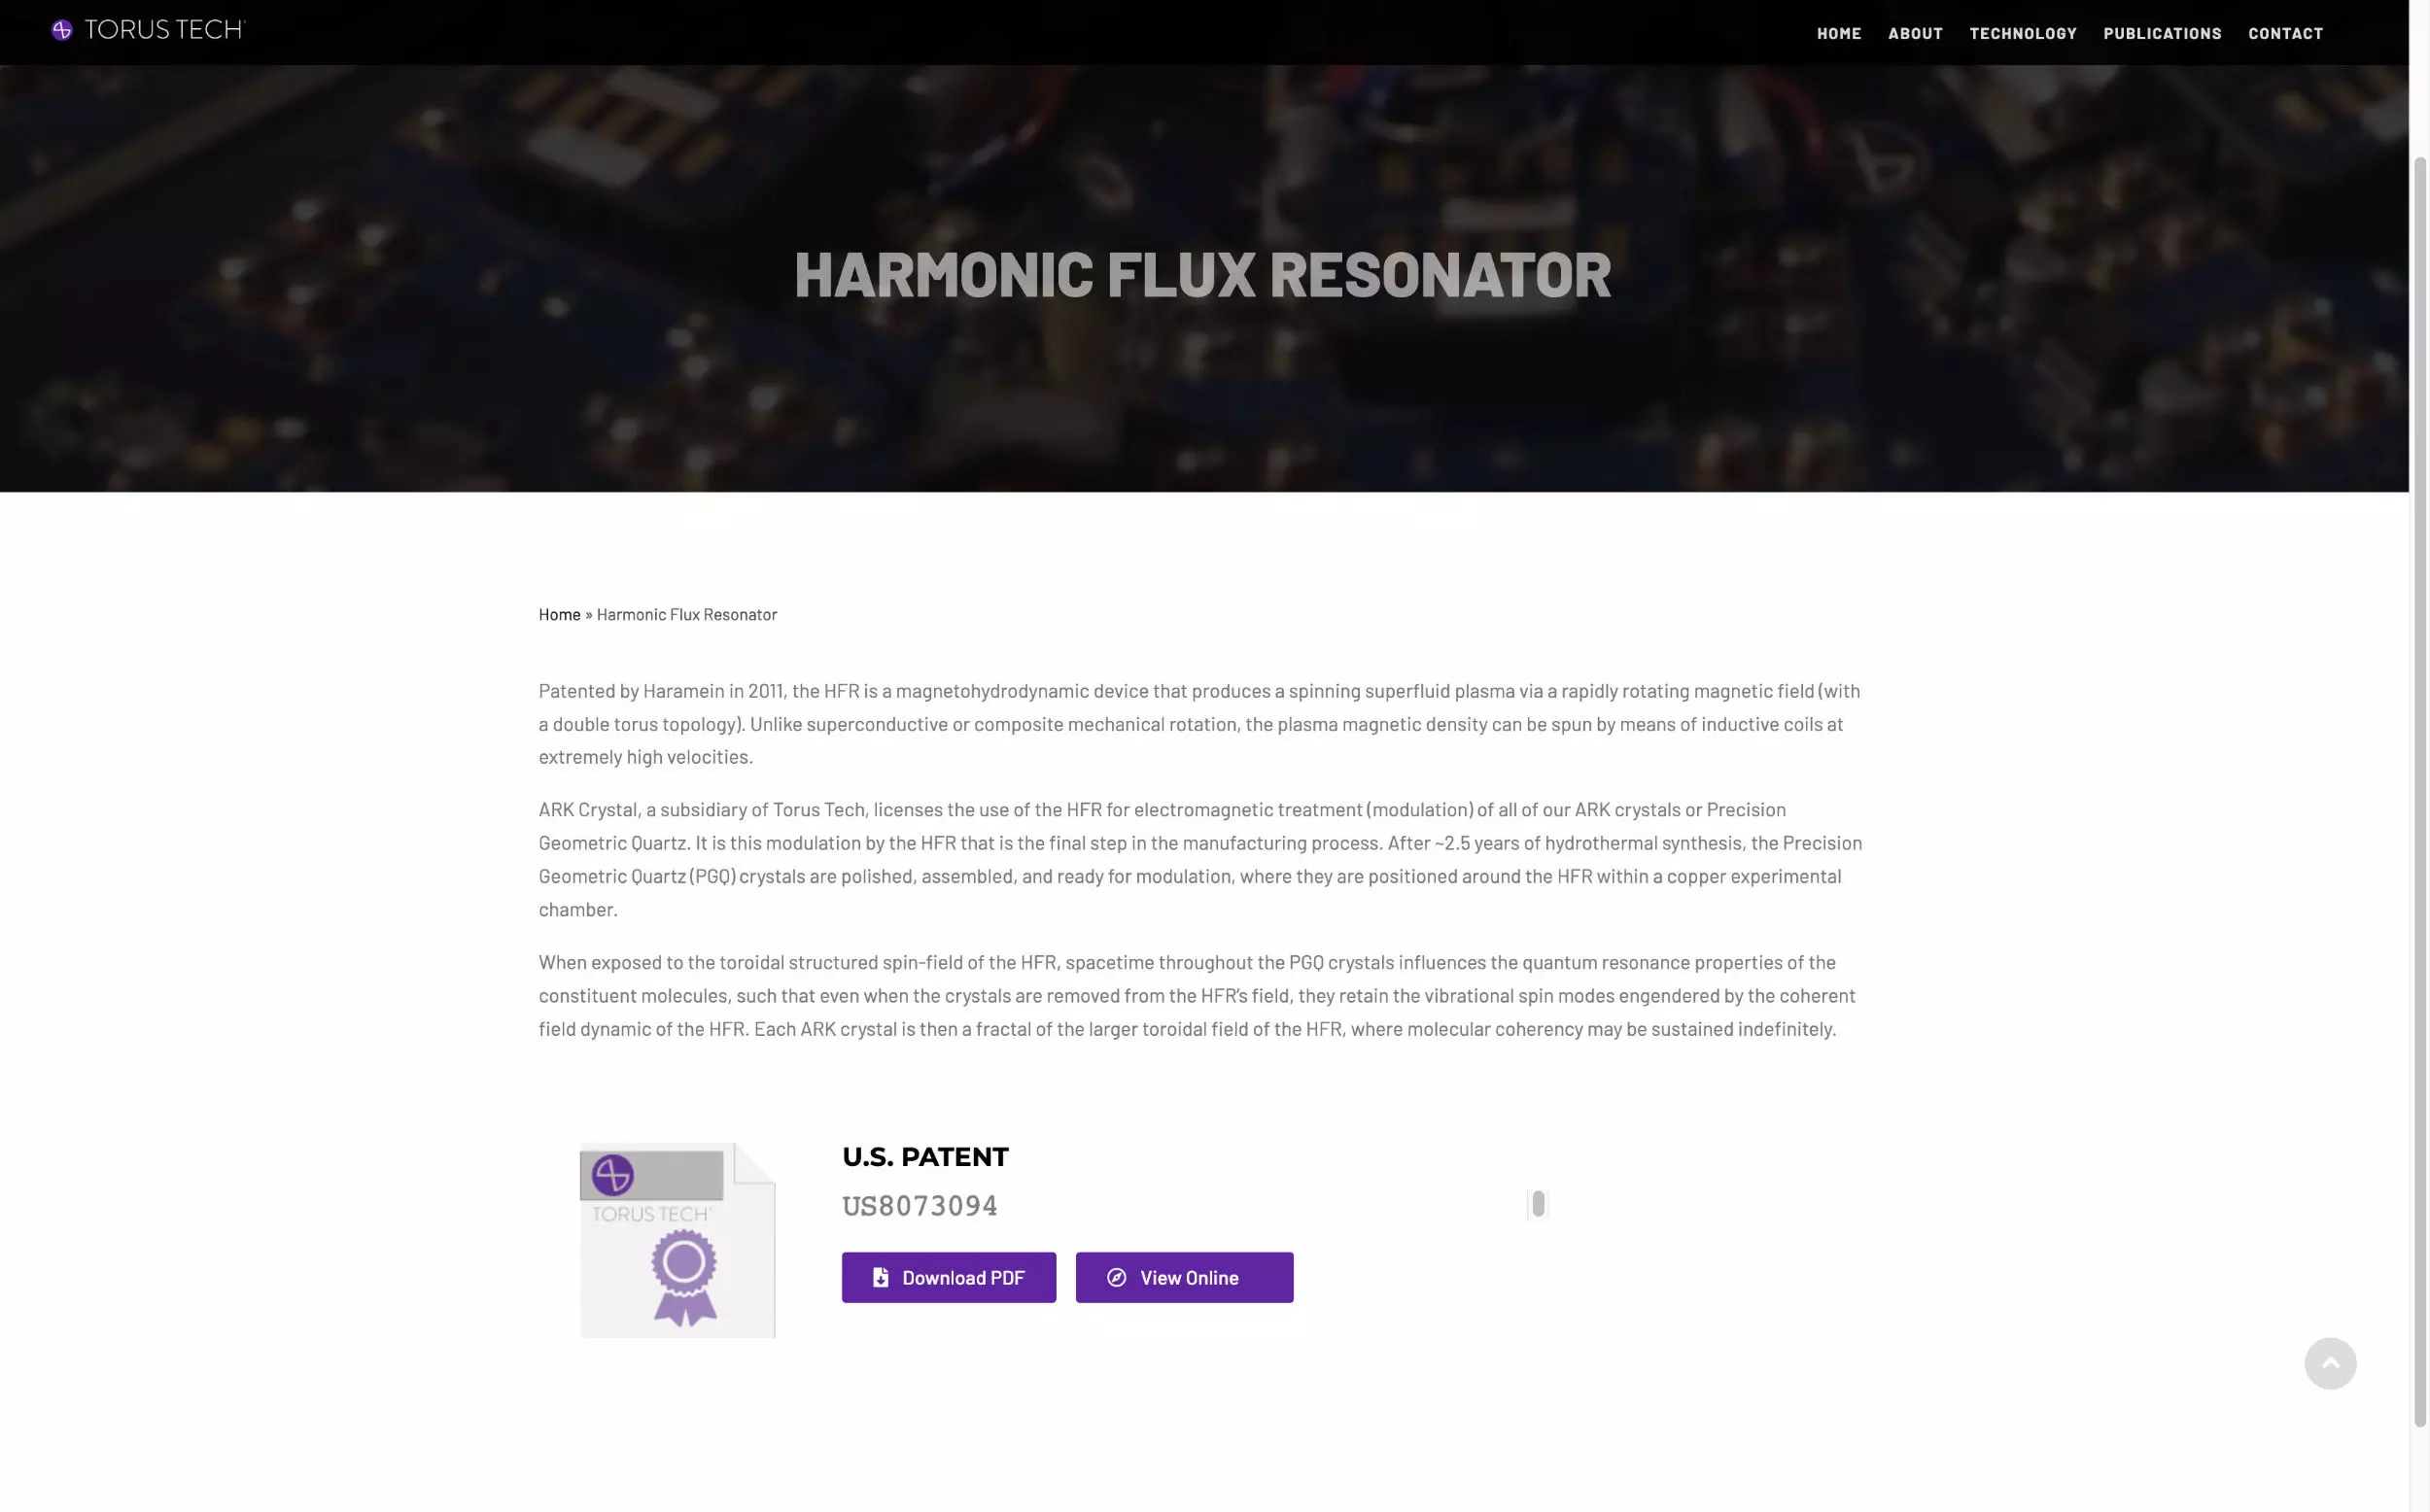 TORUS TECH
HOME ABOUT TECHNOLOGY PUBLICATIONS CONTACT
HARMONIC FLUX RESONATOR
Home » Harmonic Flux Resonator
Patented by Haramein in 2011, the HFR is a magnetohydrodynamic device that produces a spinning superfluid plasma via a rapidly rotating magnetic field (with
a double torus topology). Unlike superconductive or composite mechanical rotation, the plasma magnetic density can be spun by means of inductive coils at
extremely high velocities.
ARK Crystal, a subsidiary of Torus Tech, licenses the use of the HFR for electromagnetic treatment (modulation) of all of our ARK crystals or Precision
Geometric Quartz. It is this modulation by the HFR that is the final step in the manufacturing process. After ~2.5 years of hydrothermal synthesis, the Precision
Geometric Quartz (PGQ) crystals are polished, assembled, and ready for modulation, where they are positioned around the HFR within a copper experimental
chamber.
When exposed to the toroidal structured spin-field of the HFR, spacetime throughout the PGQ crystals influences the quantum resonance properties of the
constituent molecules, such that even when the crystals are removed from the HFR's field, they retain the vibrational spin modes engendered by the coherent
field dynamic of the HFR. Each ARK crystal is then a fractal of the larger toroidal field of the HFR, where molecular coherency may be sustained indefinitely.
TORUS TECH
U.S. PATENT
US8073094
Download PDF View Online